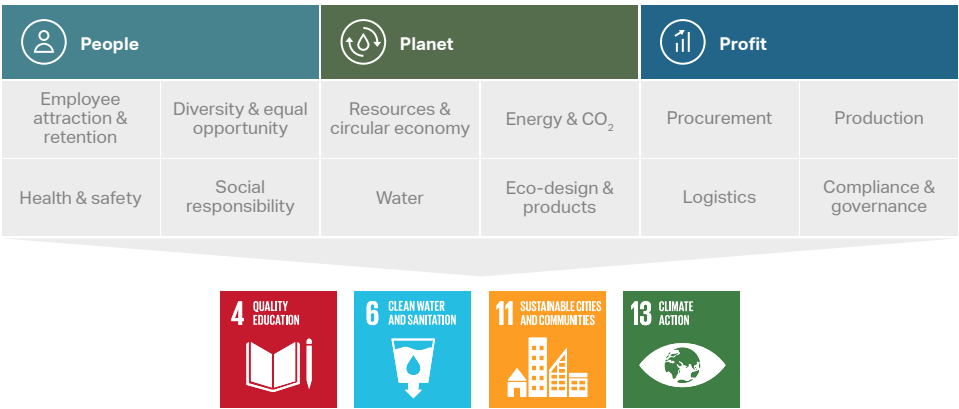 People
Planet
Profit
Employee
attraction &
retention
Diversity & equal
opportunity
Resources &
circular economy
Energy & CO₂
Procurement
Production
Health & safety
Social
responsibility
Water
Eco-design &
products
Logistics
Compliance &
governance
4 QUALITY
EDUCATION
6 CLEAN WATER
AND SANITATION
11 SUSTAINABLE CITIES
AND COMMUNITIES
13 CLIMATE
ACTION